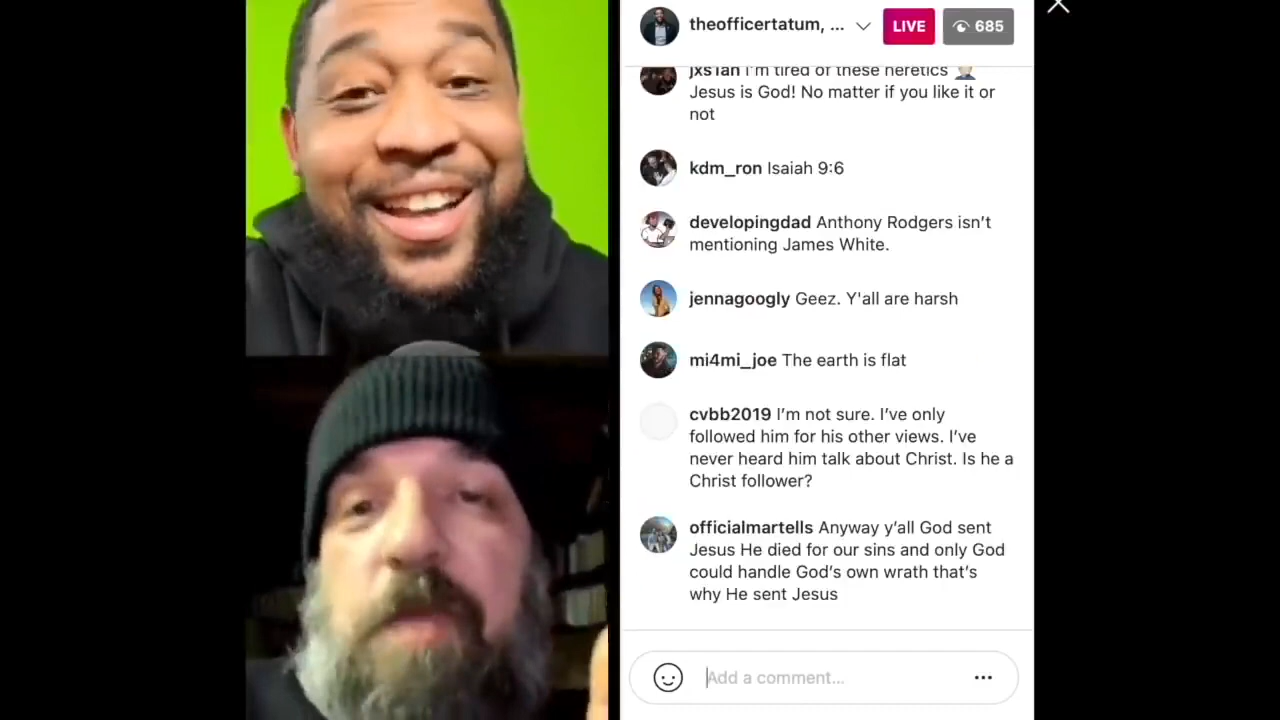 theofficertatum, ...
LIVE
685
jxs1an I'm tired of these heretics
Jesus is God! No matter if you like it or
not
kdm_ron Isaiah 9:6
developingdad Anthony Rodgers isn't
mentioning James White.
jennagoogly Geez. Y'all are harsh
mi4mi_joe The earth is flat
cvbb2019 I'm not sure. I've only
followed him for his other views. I've
never heard him talk about Christ. Is he a
Christ follower?
officialmartells Anyway y'all God sent
Jesus He died for our sins and only God
could handle God's own wrath that's
why He sent Jesus
Add a comment...